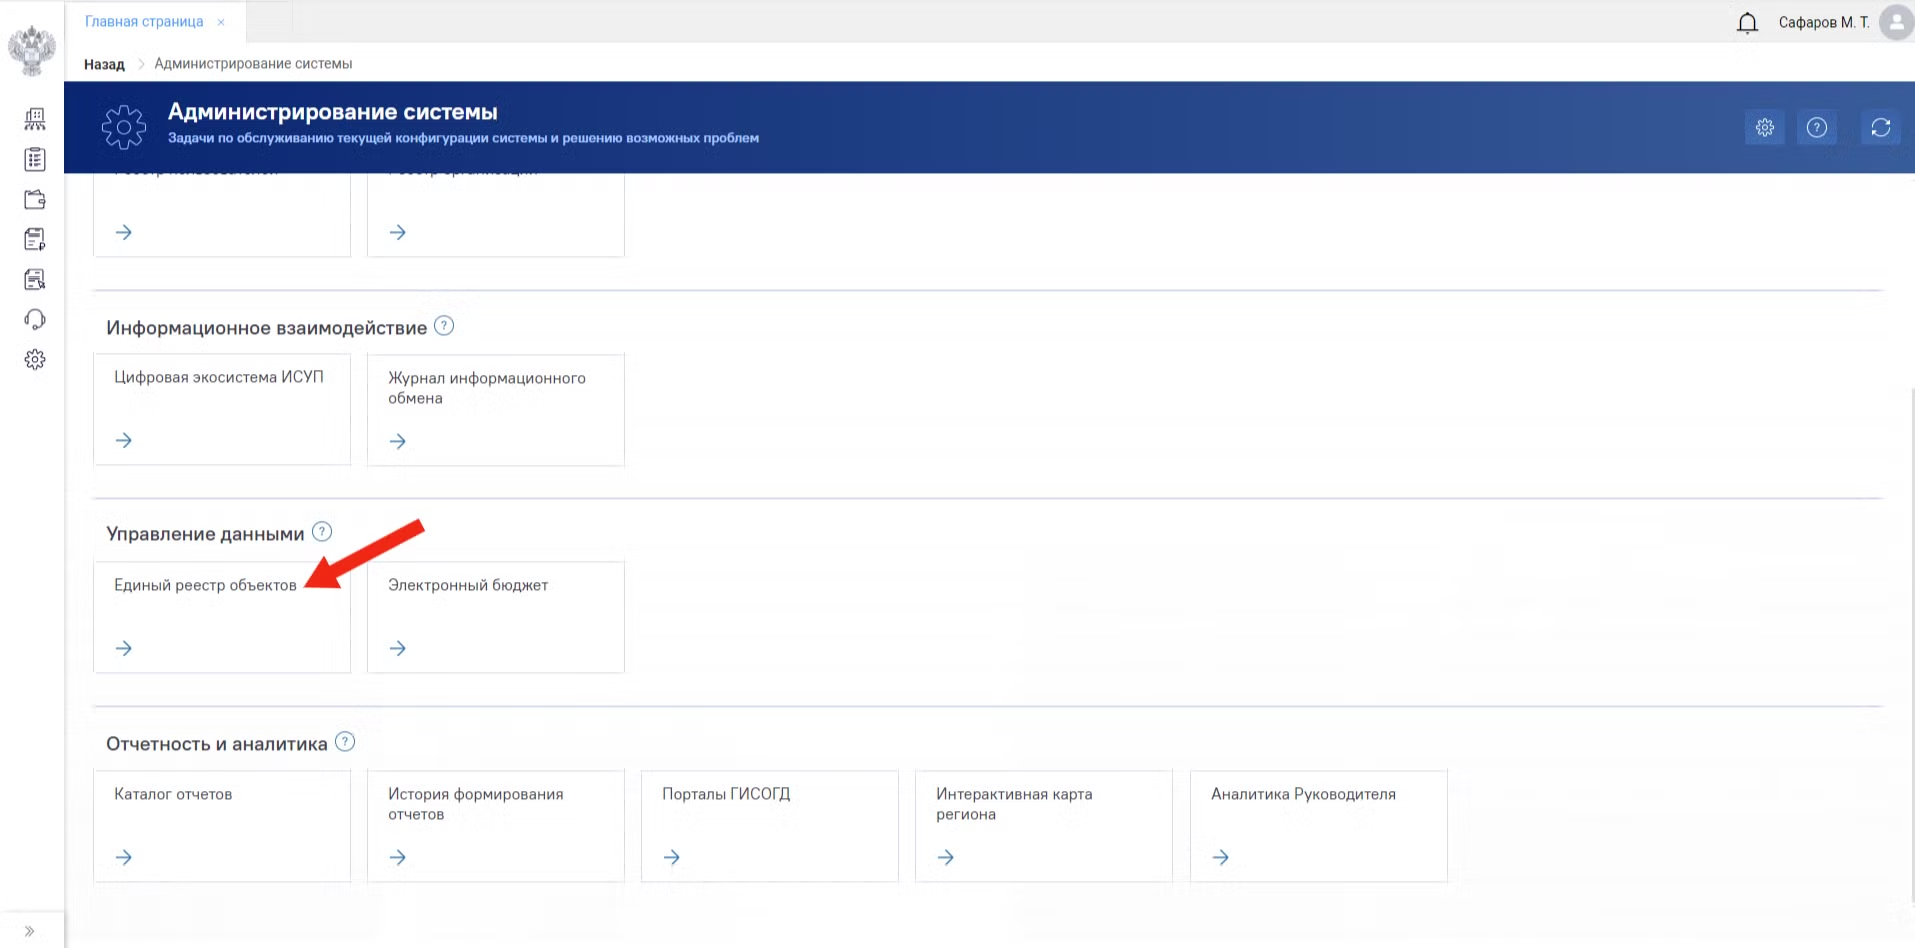 Главная страница ×
Сафаров М. Т.
Назад > Администрирование системы
Администрирование системы
Задачи по обслуживанию текущей конфигурации системы и решению возможных проблем
Информационное взаимодействие ?
Цифровая экосистема ИСУП
Журнал информационного
обмена
Управление данными ?
Единый реестр объектов
Электронный бюджет
Отчетность и аналитика ?
Каталог отчетов
История формирования
отчетов
Порталы ГИСОГД
Интерактивная карта
региона
Аналитика Руководителя